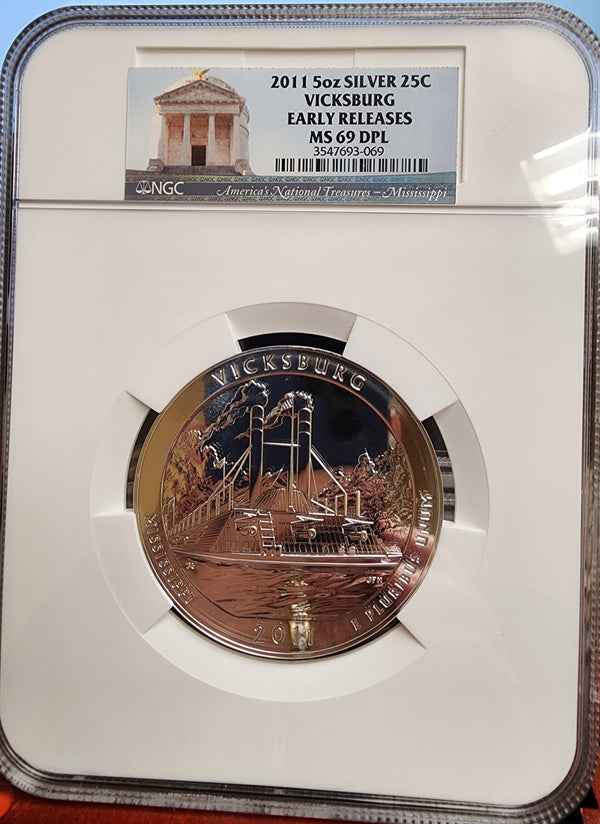 2011 5oz SILVER 25C
VICKSBURG
EARLY RELEASES
MS 69 DPL
3547693-069
NGC
America's National Treasures – Mississippi
VICKSBURG
MISSISSIPPI
JFM
2011
E PLURIBUS UNUM